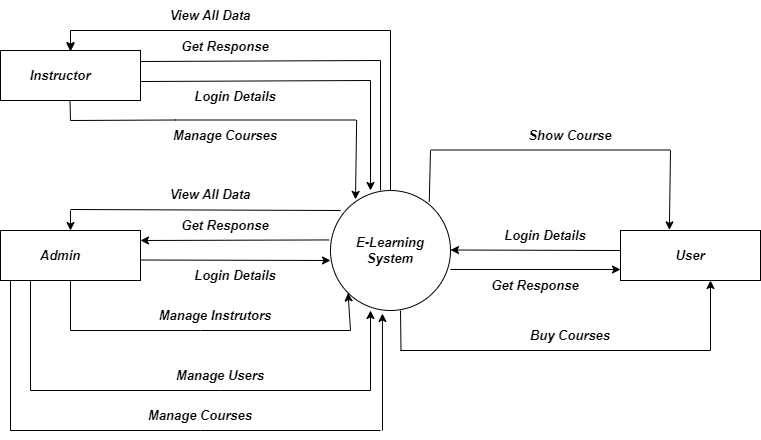 View All Data
Get Response
Instructor
Login Details
Manage Courses
Show Course
View All Data
Get Response
Admin
Login Details
E-Learning
System
Login Details
User
Get Response
Manage Instrutors
Buy Courses
Manage Users
Manage Courses